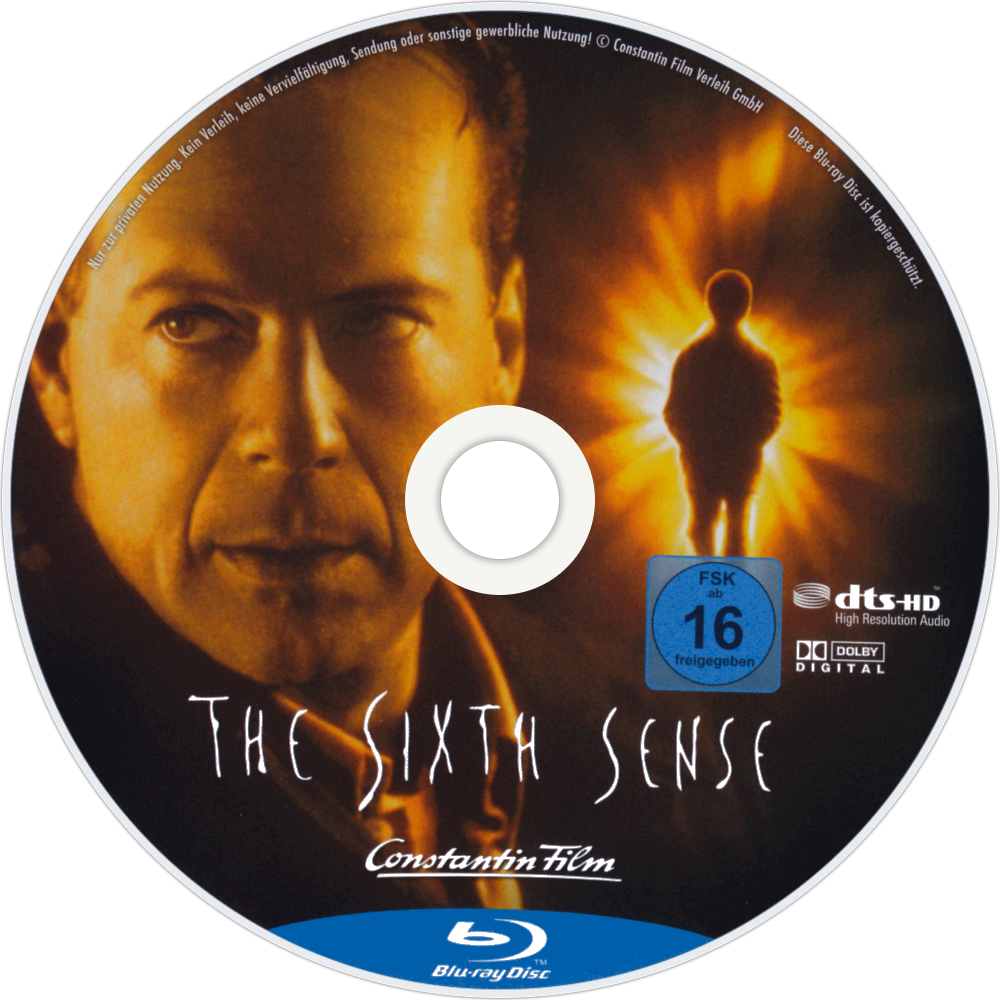 Nur zur privaten Nutzung. Kein Verleih, keine Vervielfältigung, Sendung oder sonstige gewerbliche Nutzung! © Constantin Film Verleih GmbH
Diese Blu-ray Disc ist kopiergeschützt.
FSK
ab
16
freigegeben
dts-HD™
High Resolution Audio
DOLBY
DIGITAL
THE SIXTH SENSE
Constantin Film
Blu-ray Disc™